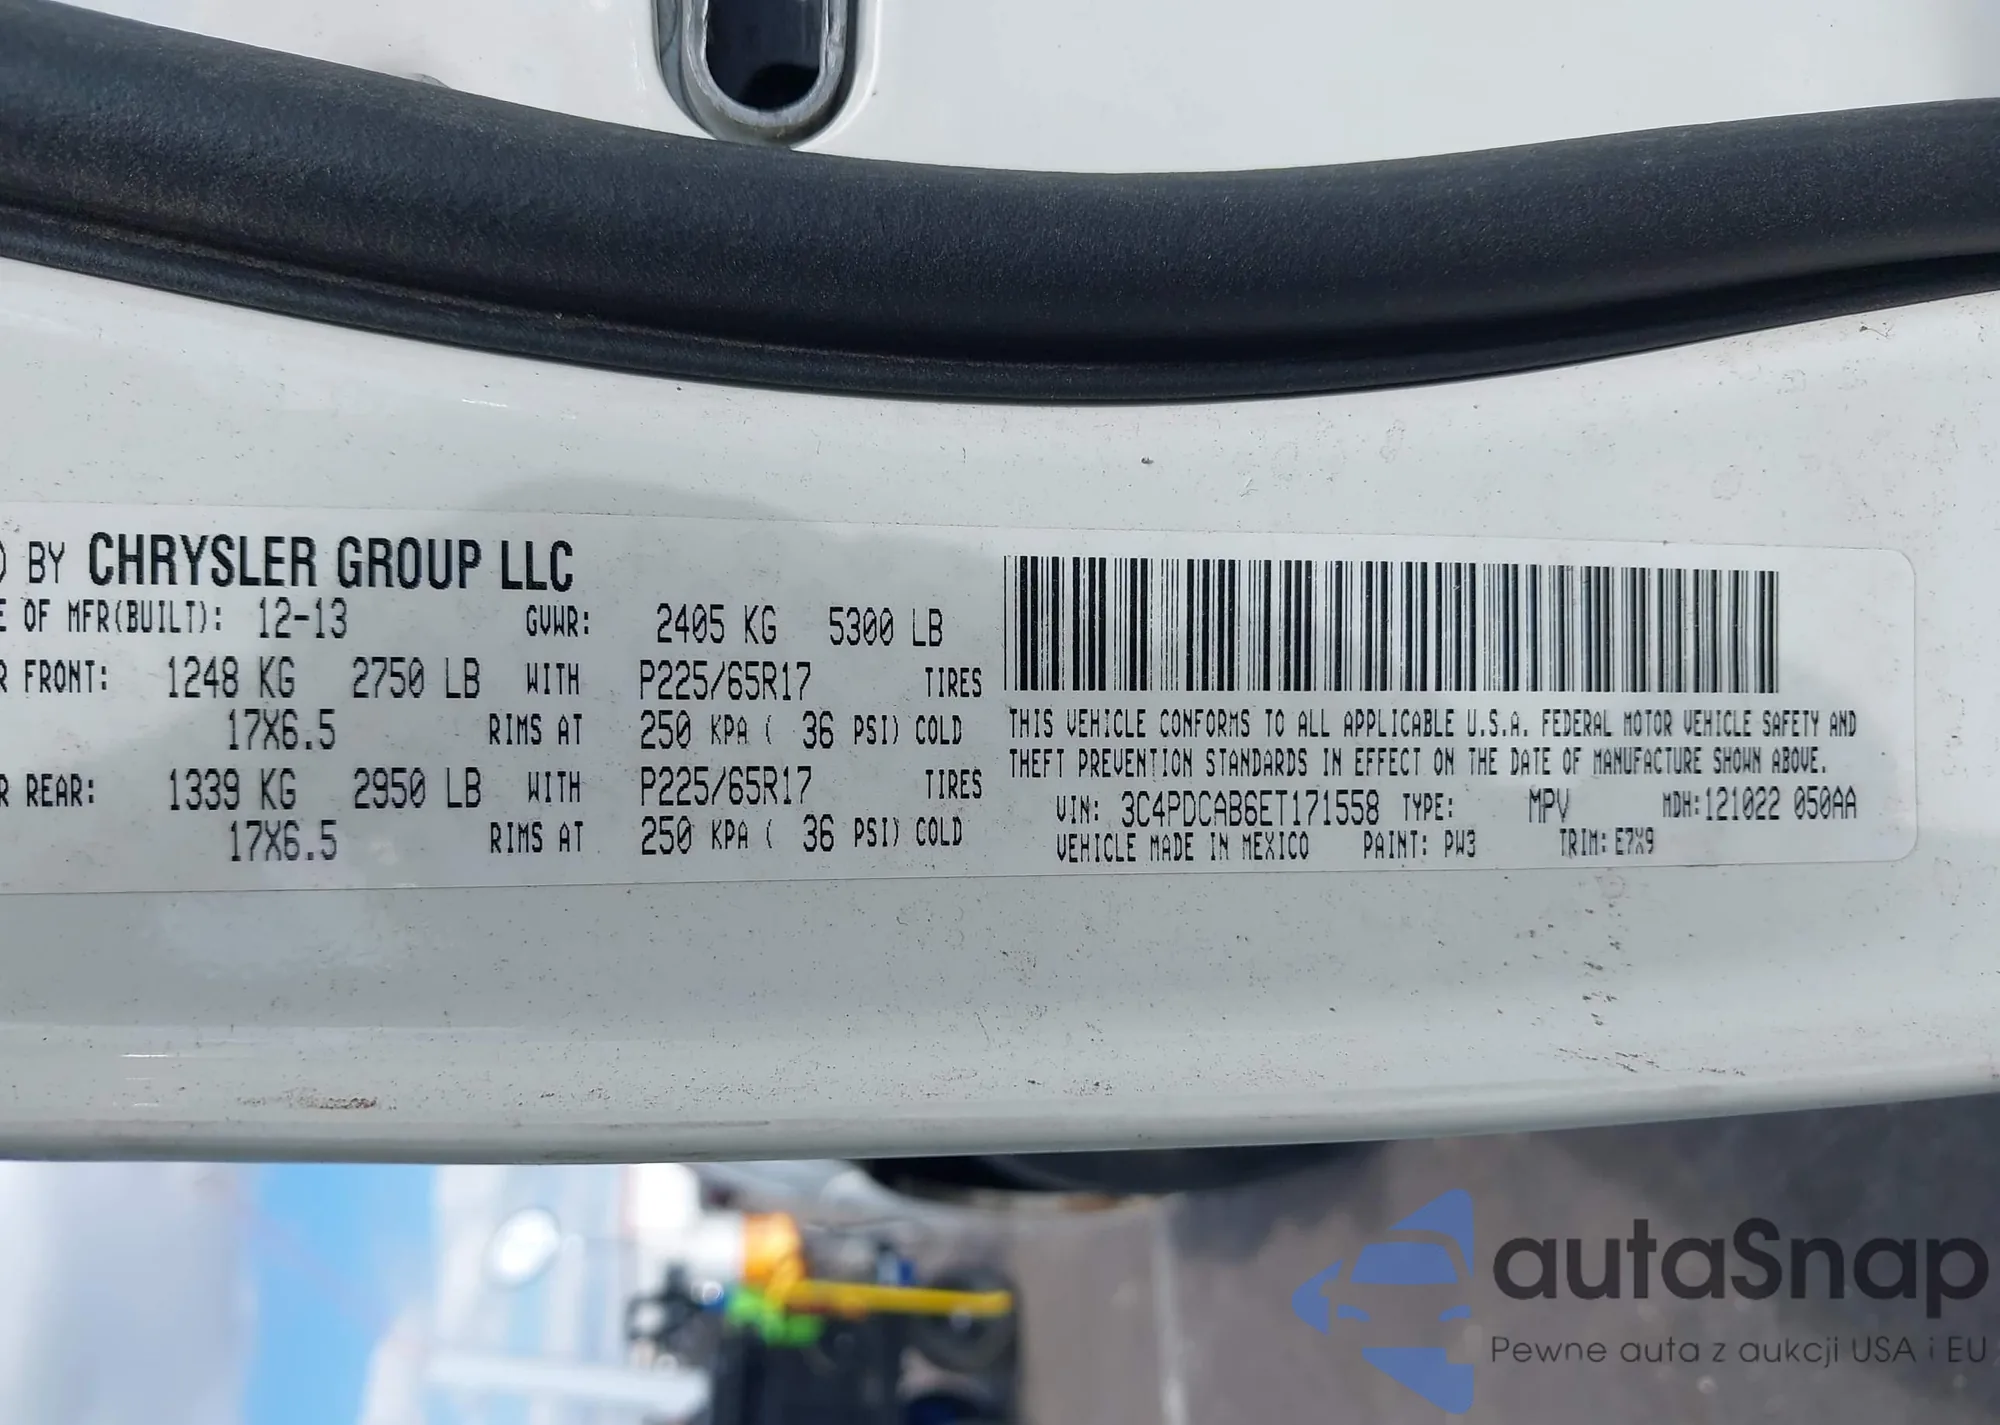 ) BY CHRYSLER GROUP LLC
E OF MFR(BUILT): 12-13 GVWR: 2405 KG 5300 LB
R FRONT: 1248 KG 2750 LB WITH P225/65R17 TIRES
17X6.5 RIMS AT 250 KPA ( 36 PSI) COLD
R REAR: 1339 KG 2950 LB WITH P225/65R17 TIRES
17X6.5 RIMS AT 250 KPA ( 36 PSI) COLD
THIS VEHICLE CONFORMS TO ALL APPLICABLE U.S.A. FEDERAL MOTOR VEHICLE SAFETY AND
THEFT PREVENTION STANDARDS IN EFFECT ON THE DATE OF MANUFACTURE SHOWN ABOVE.
VIN: 3C4PDCAB6ET171558 TYPE: MPV MDH:121022 050AA
VEHICLE MADE IN MEXICO PAINT: PW3 TRIM: E7X9
autaSnap
Pewne auta z aukcji USA i EU